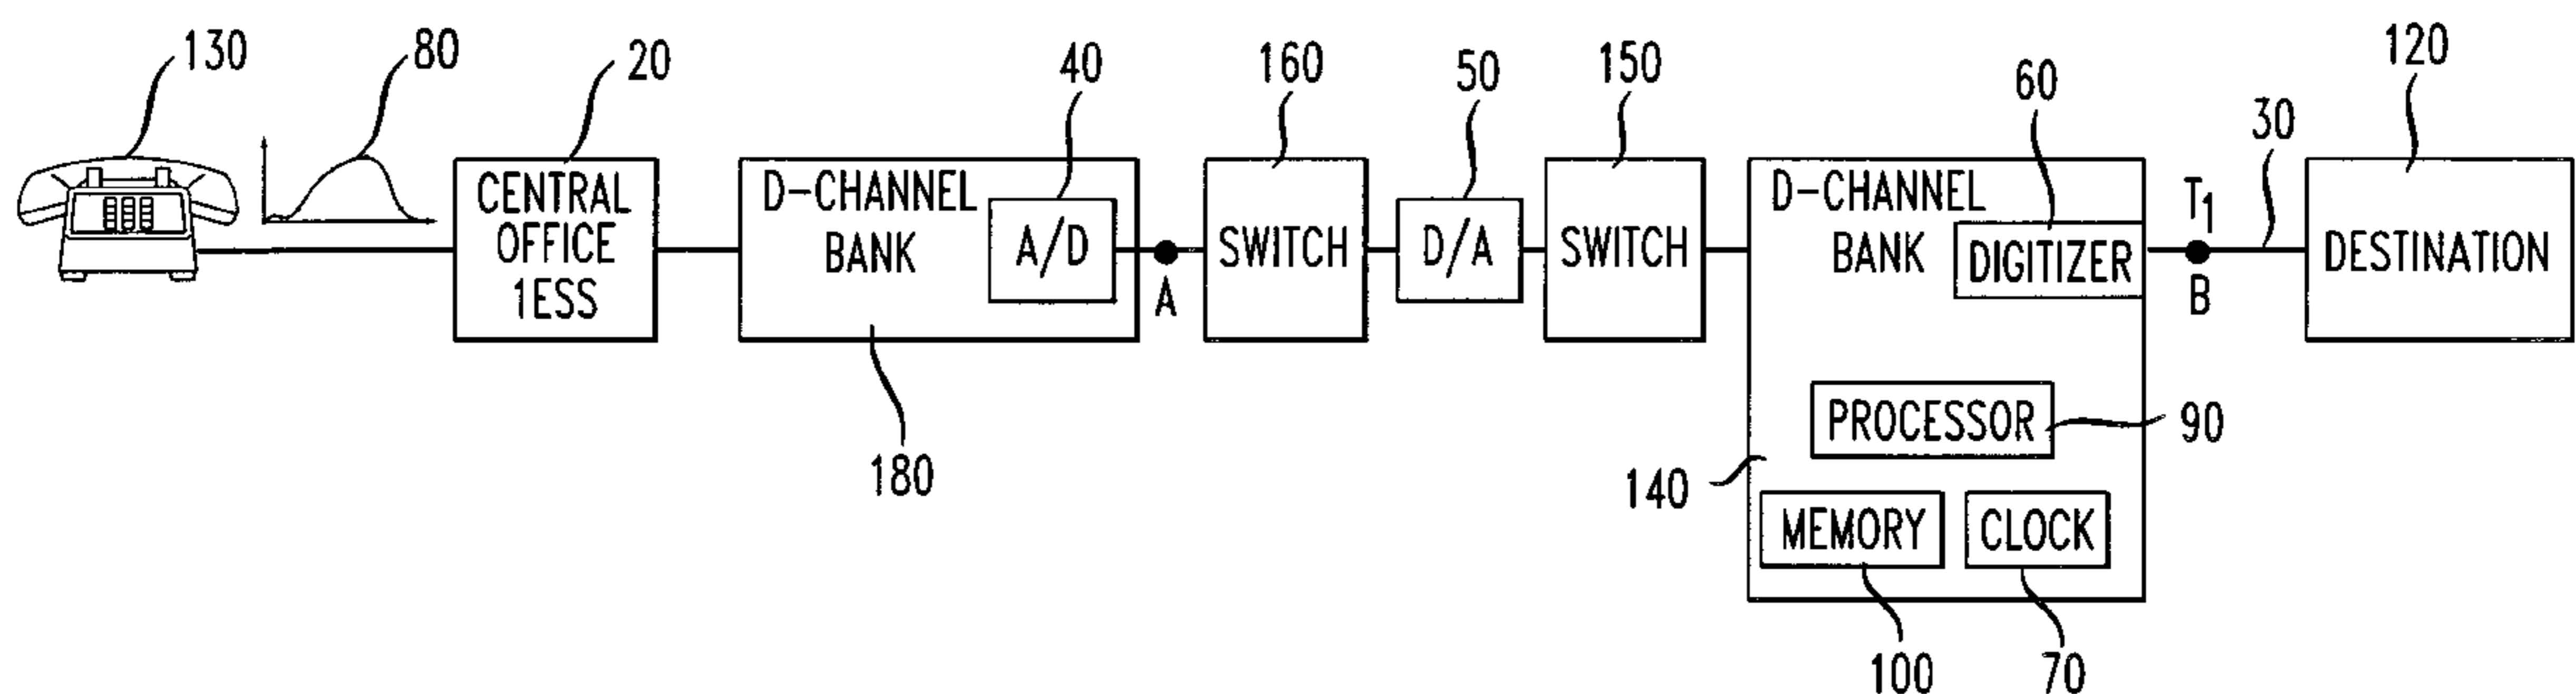 130
80
20
40
160
50
150
60
30
120
CENTRAL
OFFICE
1ESS
D-CHANNEL
BANK
A/D
A
SWITCH
D/A
SWITCH
D-CHANNEL
BANK
DIGITIZER
T1
B
DESTINATION
180
PROCESSOR
90
140
MEMORY
CLOCK
100
70